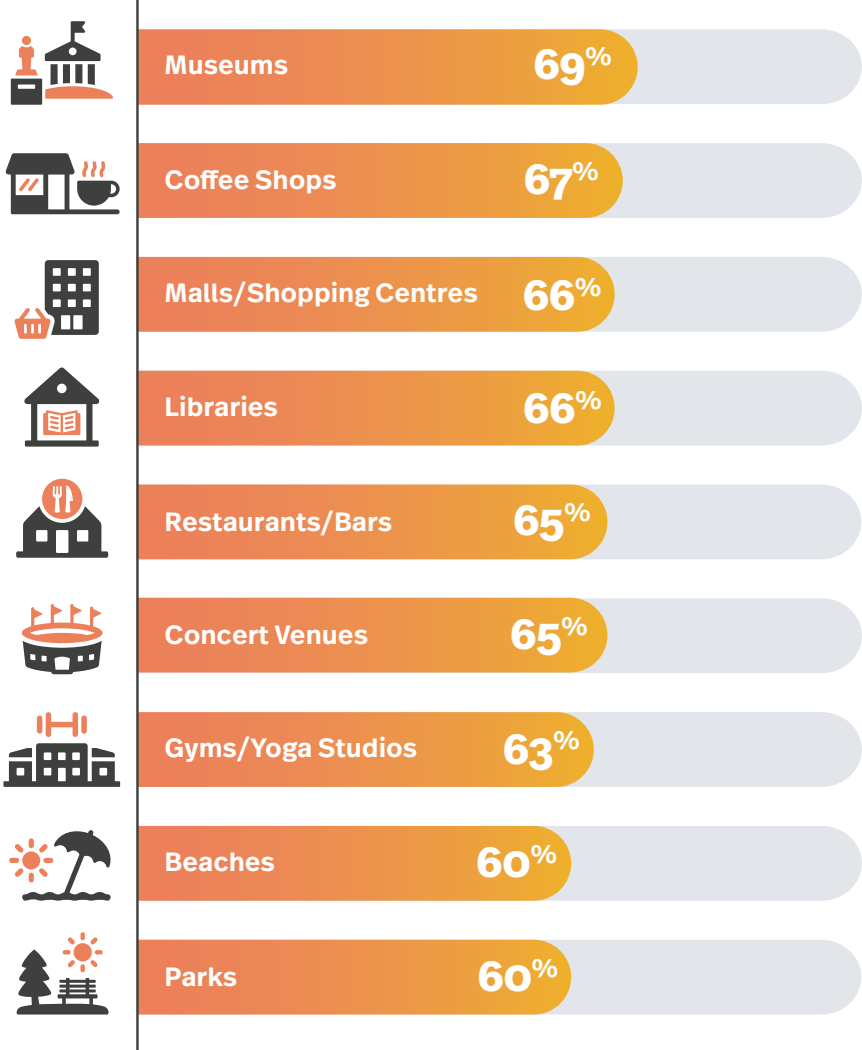 Museums 69%
Coffee Shops 67%
Malls/Shopping Centres 66%
Libraries 66%
Restaurants/Bars 65%
Concert Venues 65%
Gyms/Yoga Studios 63%
Beaches 60%
Parks 60%